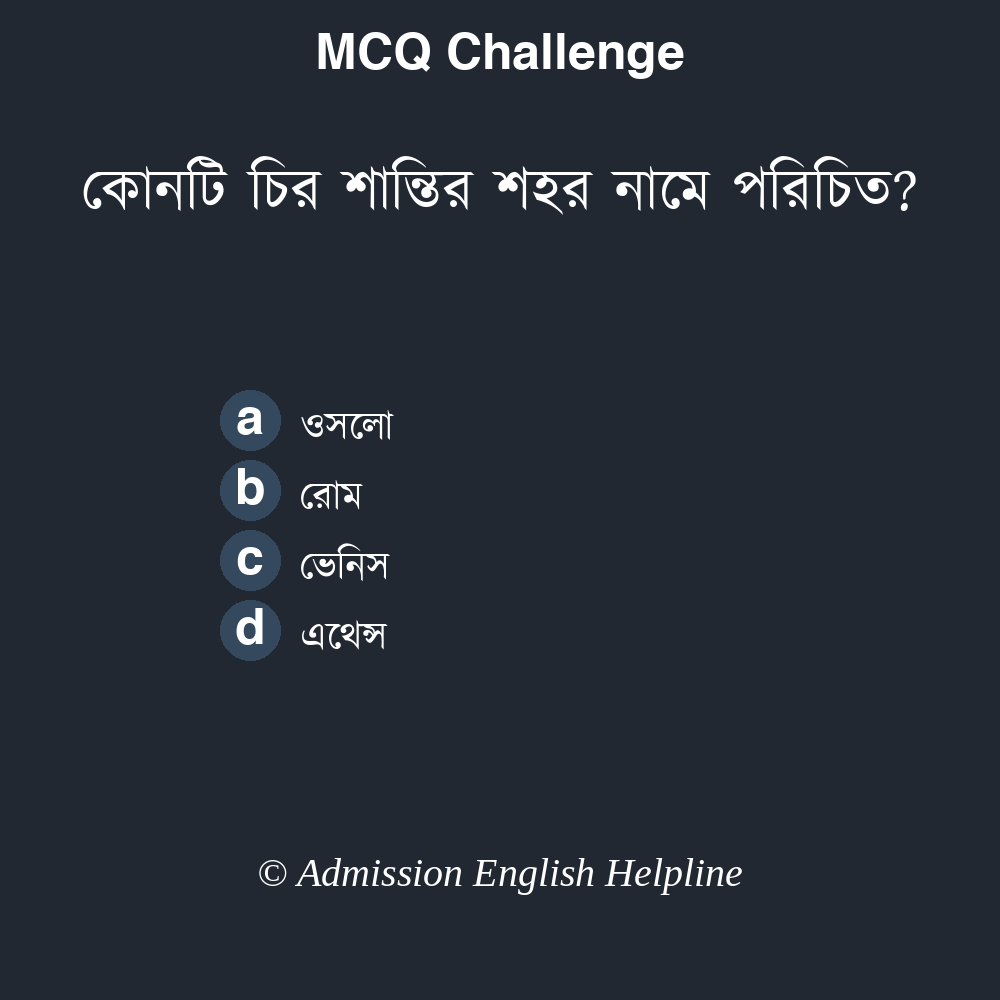 MCQ Challenge
কোনটি চির শান্তির শহর নামে পরিচিত?
a ওসলো
b রোম
c ভেনিস
d এথেন্স
© Admission English Helpline